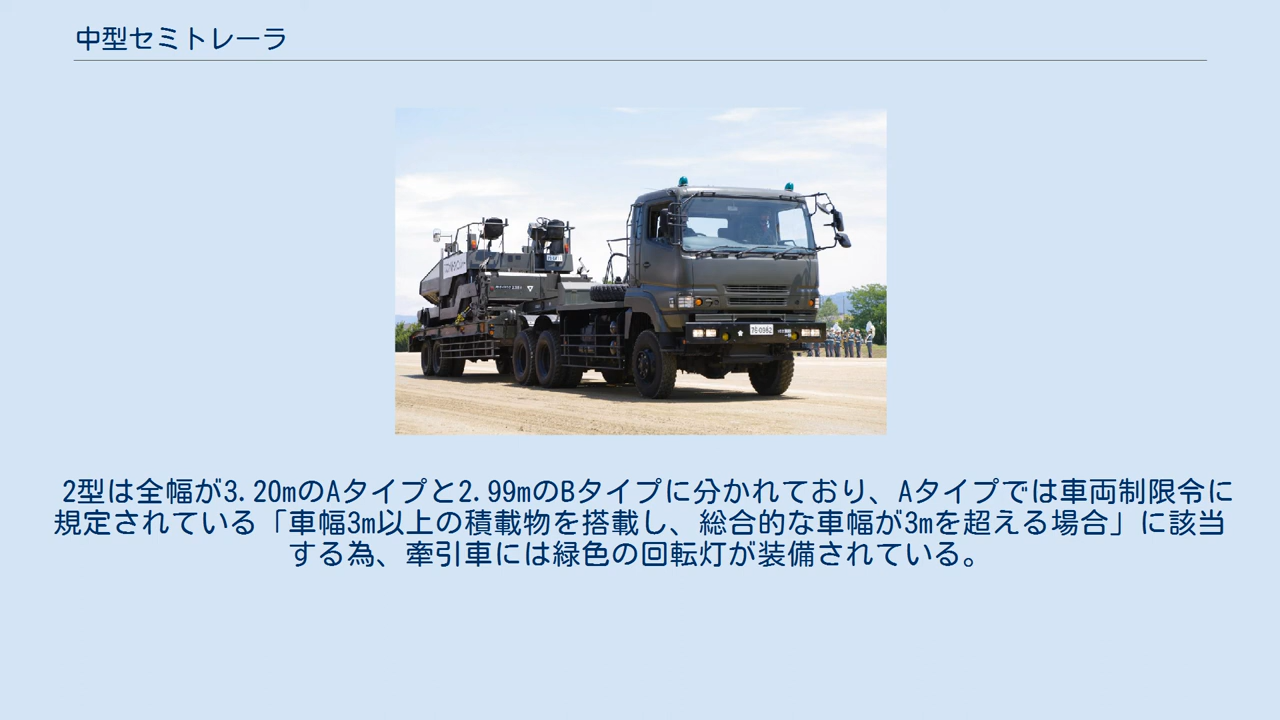 中型セミトレーラ
76-0982
2型は全幅が3.20mのAタイプと2.99mのBタイプに分かれており、Aタイプでは車両制限令に
規定されている「車幅3m以上の積載物を搭載し、総合的な車幅が3mを超える場合」に該当
する為、牽引車には緑色の回転灯が装備されている。